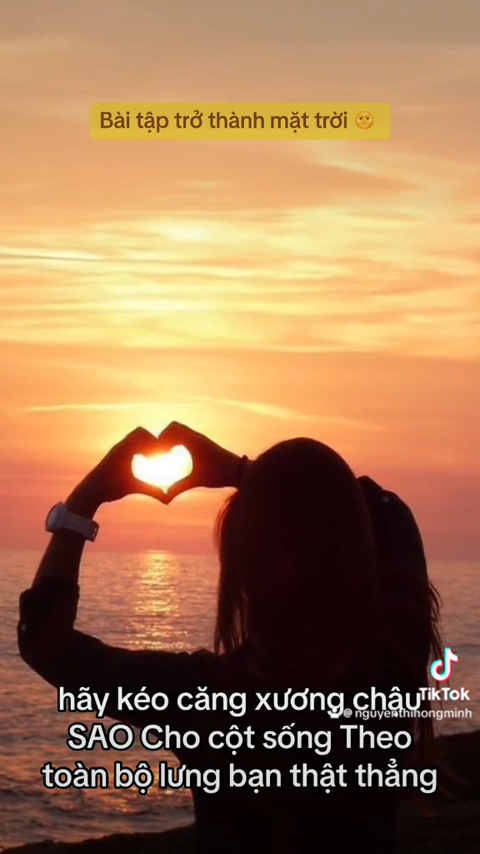 Bài tập trở thành mặt trời 🌝
hãy kéo căng xương chậu
SAO Cho cột sống Theo
toàn bộ lưng bạn thật thẳng
TikTok
@nguyenthihongminh